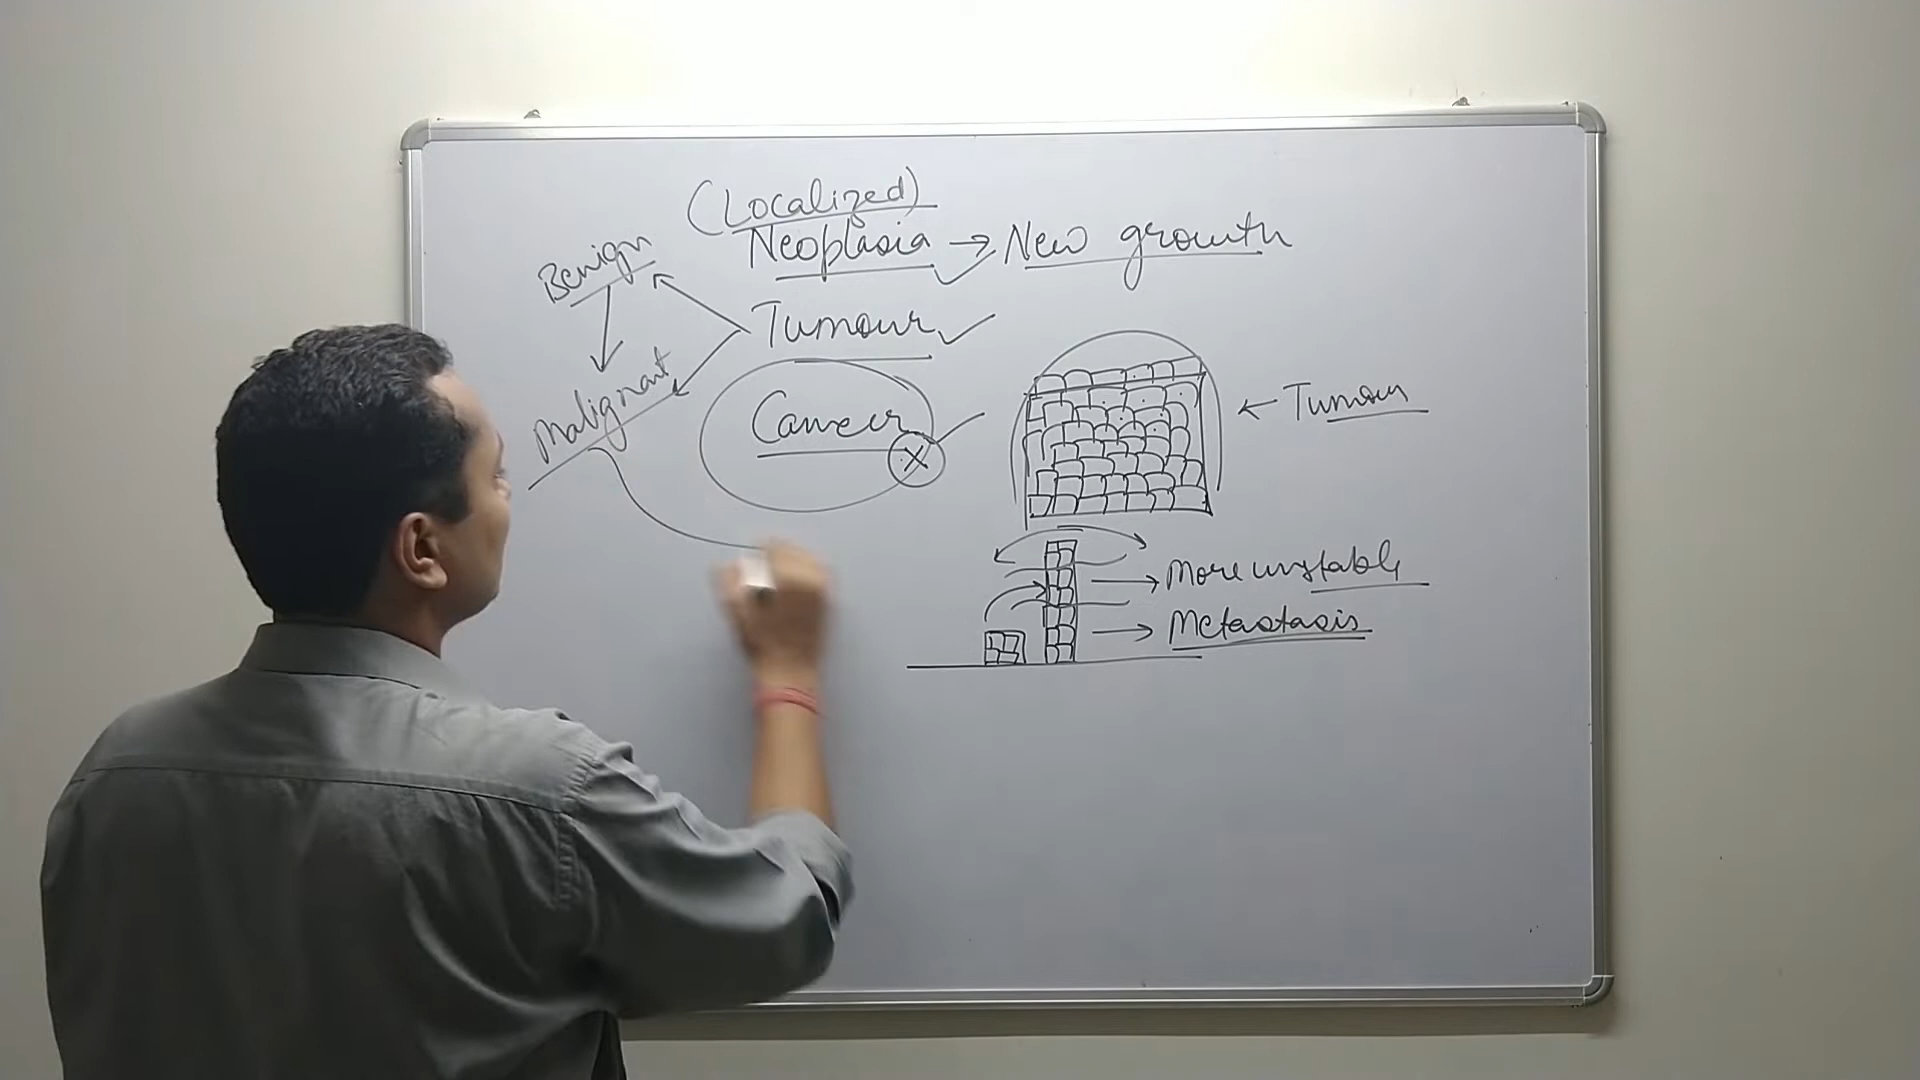 (Localized)
Neoplasia → New growth
Benign
Tumour ✓
Malignant
Cancer
X
← Tumour
→ More unstable
→ Metastasis